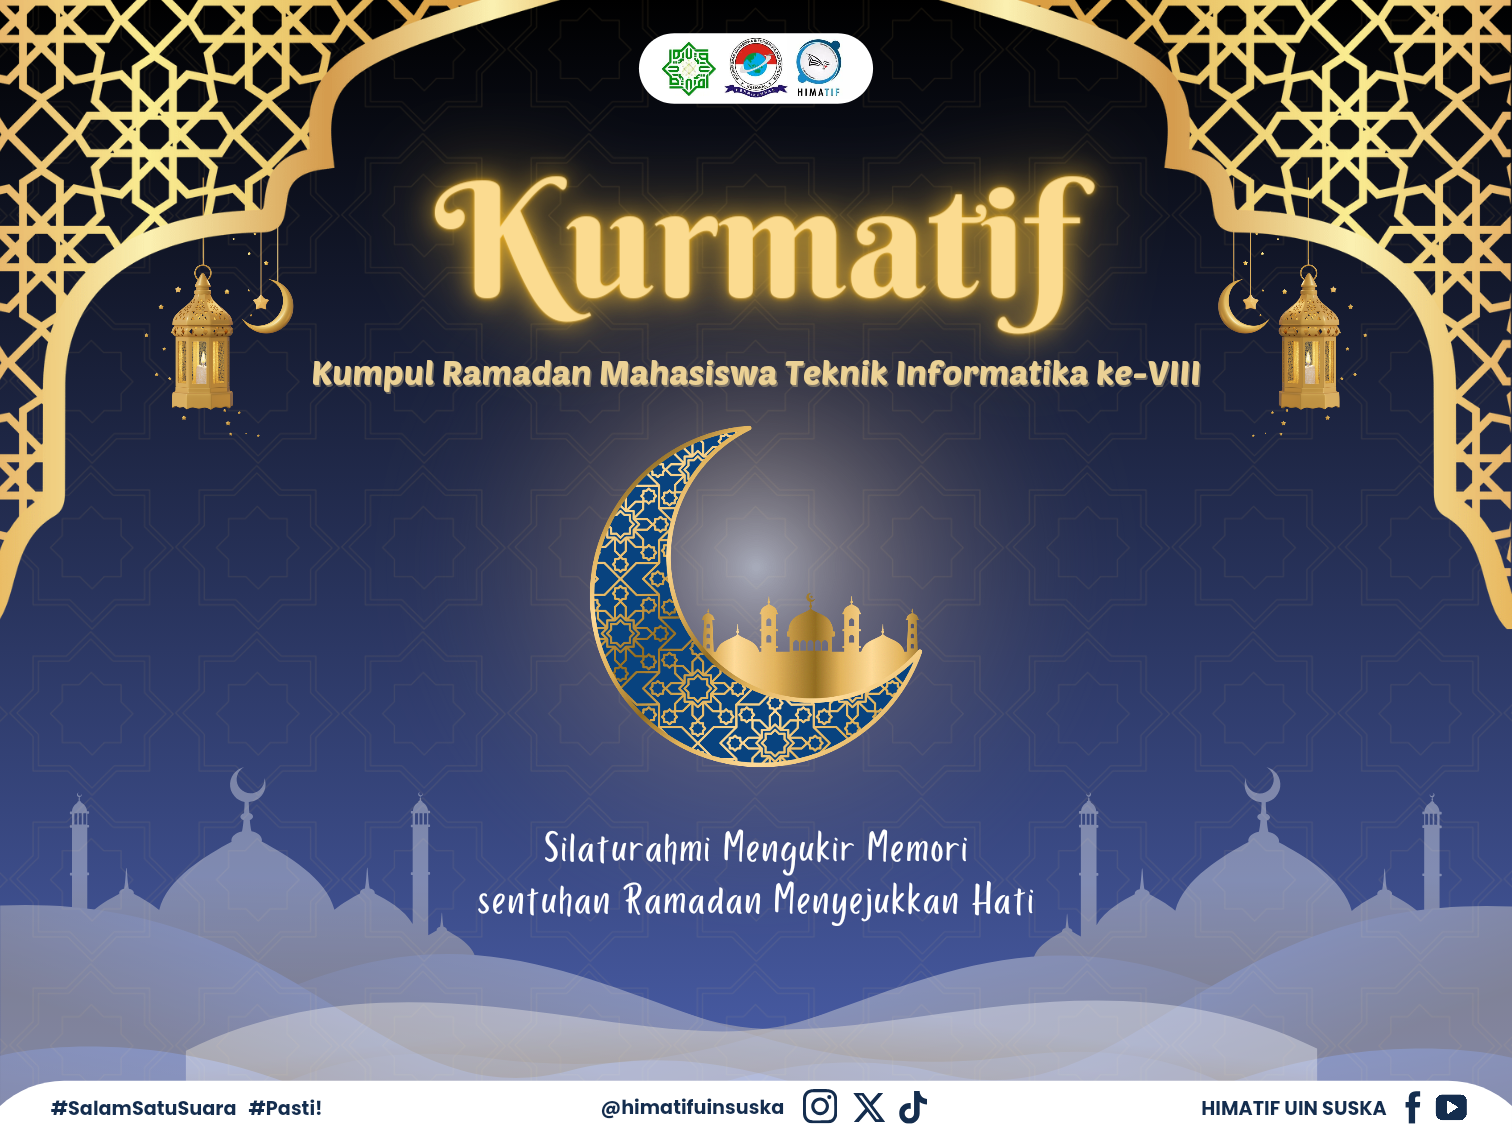 HIMATIF
Kurmatif
Kumpul Ramadan Mahasiswa Teknik Informatika ke-VIII
Silaturahmi Mengukir Memori
sentuhan Ramadan Menyejukkan Hati
#SalamSatuSuara #Pasti!
@himatifuinsuska
HIMATIF UIN SUSKA